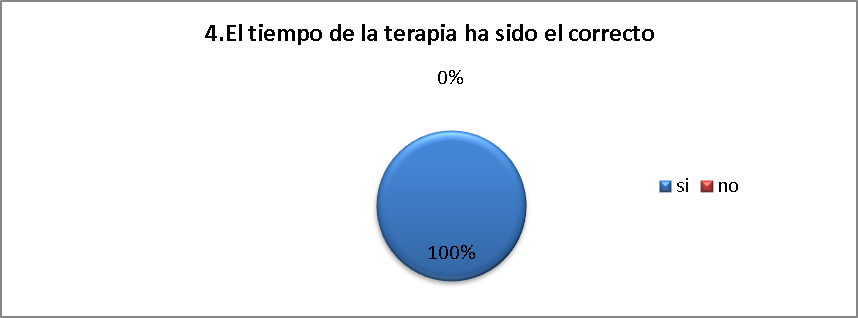 4.El tiempo de la terapia ha sido el correcto
0%
si no
100%